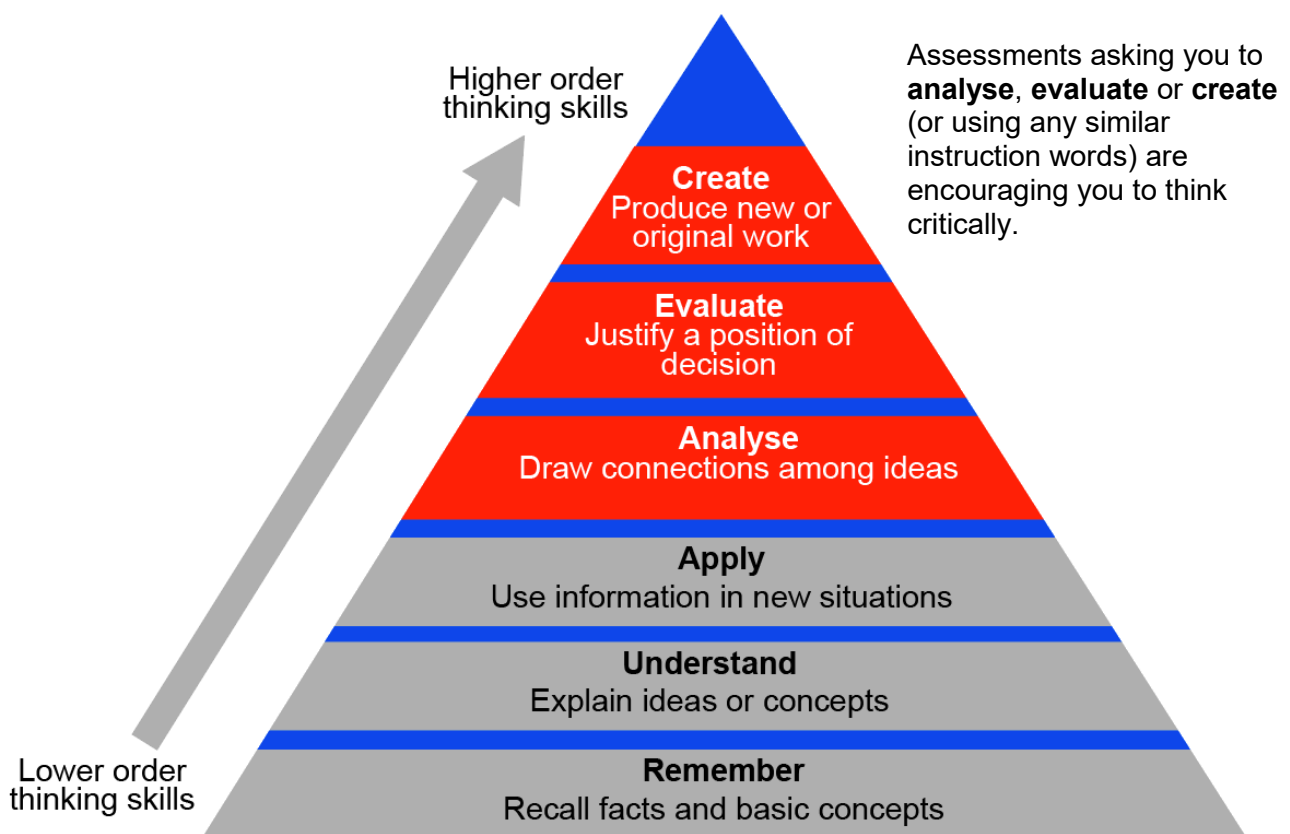 Higher order
thinking skills
Assessments asking you to
analyse, evaluate or create
(or using any similar
instruction words) are
encouraging you to think
critically.
Create
Produce new or
original work
Evaluate
Justify a position of
decision
Analyse
Draw connections among ideas
Apply
Use information in new situations
Understand
Explain ideas or concepts
Remember
Recall facts and basic concepts
Lower order
thinking skills